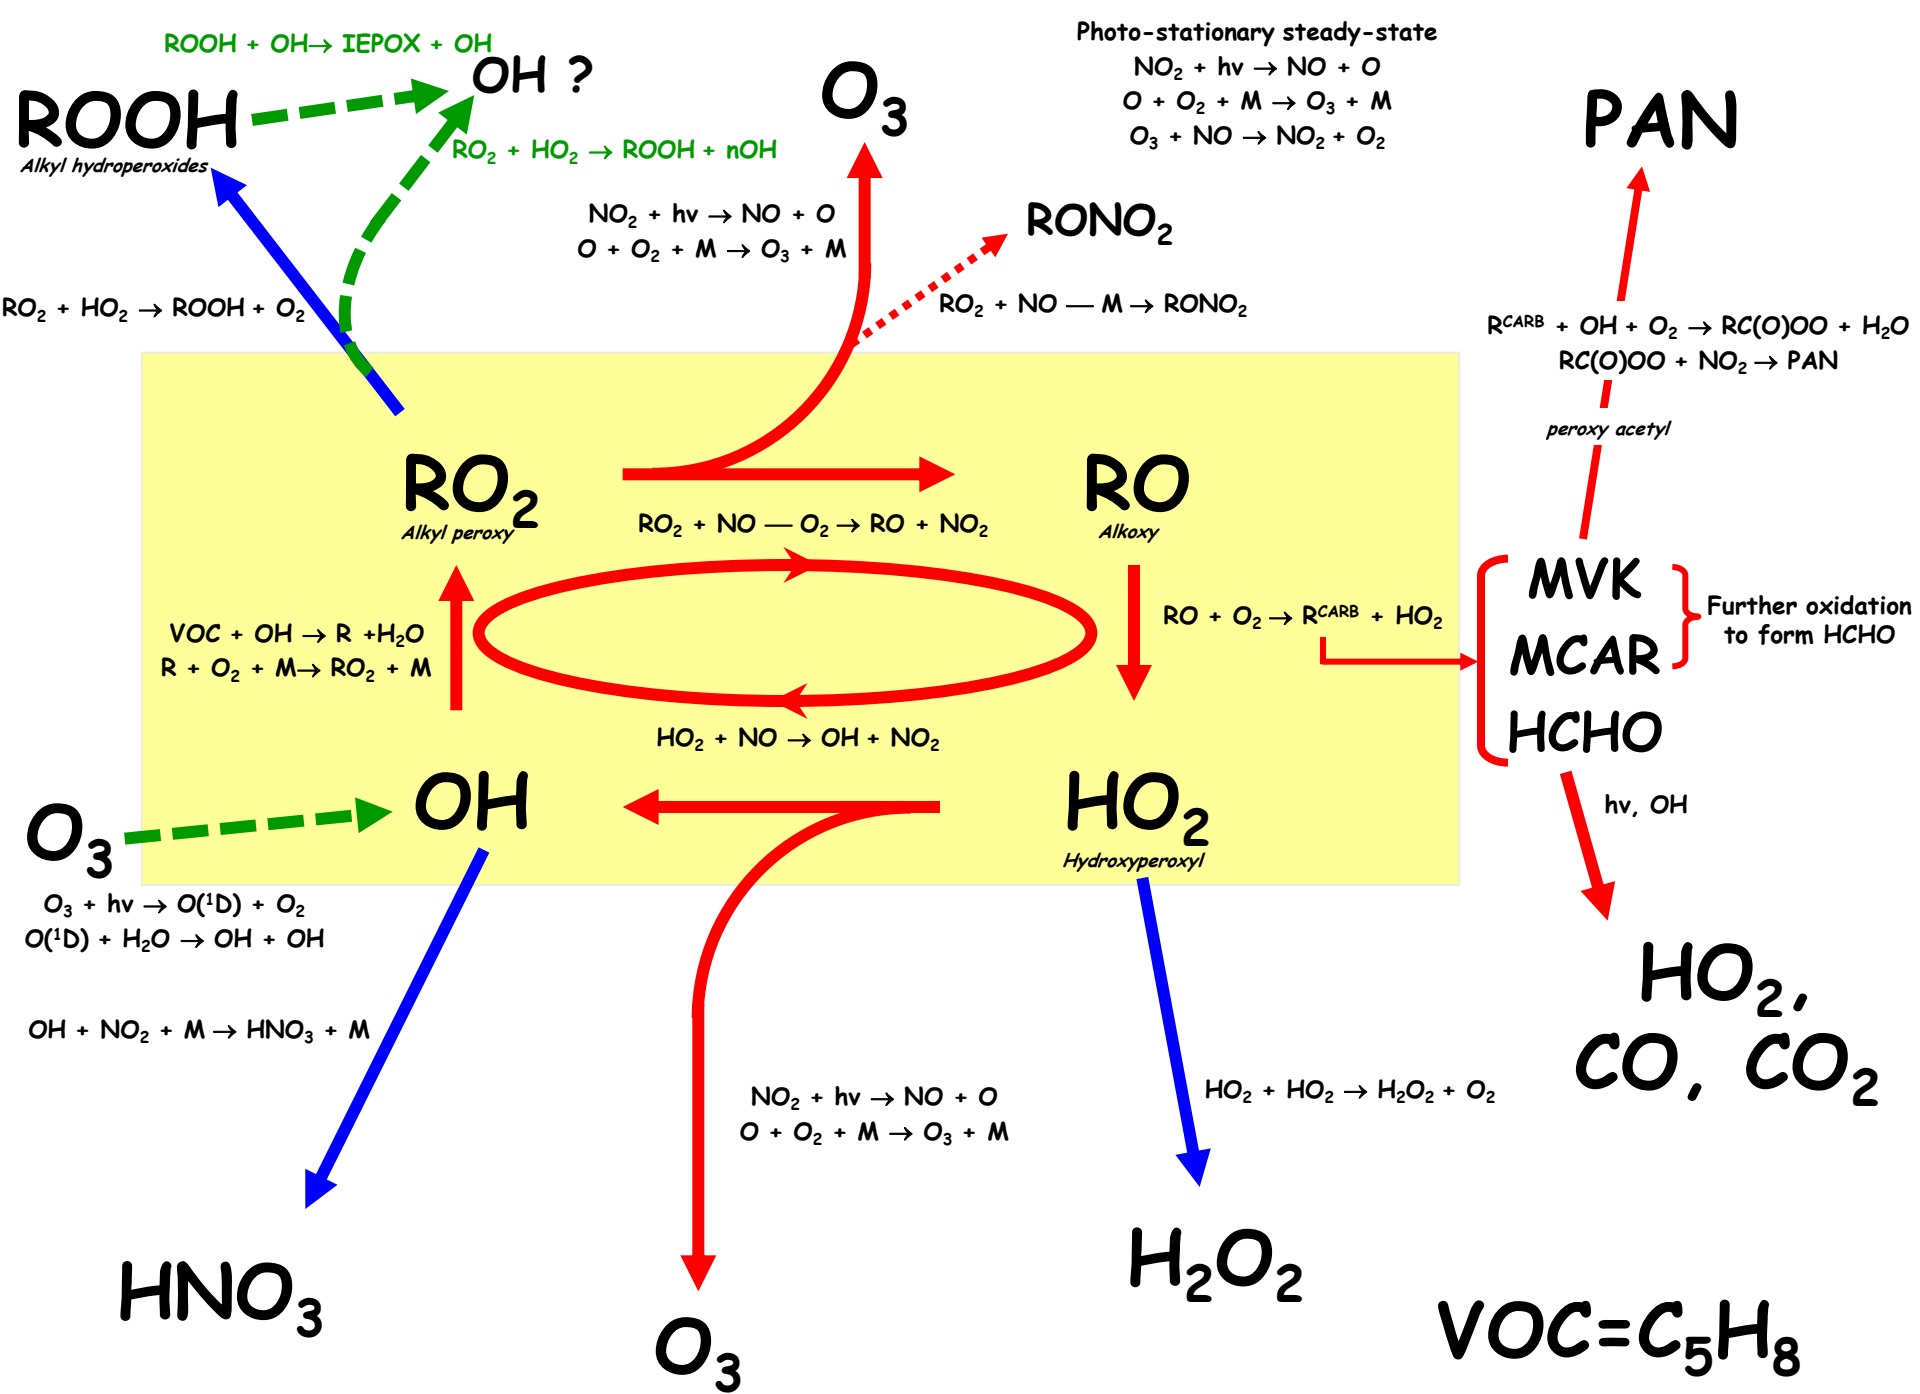 ROOH + OH→ IEPOX + OH
OH ?
ROOH
Alkyl hydroperoxides
RO₂ + HO₂ → ROOH + nOH
O₃
Photo-stationary steady-state
NO₂ + hν → NO + O
O + O₂ + M → O₃ + M
O₃ + NO → NO₂ + O₂
PAN
NO₂ + hν → NO + O
O + O₂ + M → O₃ + M
RONO₂
RO₂ + HO₂ → ROOH + O₂
RO₂ + NO — M → RONO₂
Rᶜᴬᴿᴮ + OH + O₂ → RC(O)OO + H₂O
RC(O)OO + NO₂ → PAN
peroxy acetyl
RO₂
Alkyl peroxy
RO₂ + NO — O₂ → RO + NO₂
RO
Alkoxy
VOC + OH → R +H₂O
R + O₂ + M→ RO₂ + M
RO + O₂ → Rᶜᴬᴿᴮ + HO₂
MVK
MCAR
HCHO
Further oxidation
to form HCHO
HO₂ + NO → OH + NO₂
OH
HO₂
Hydroxyperoxyl
hν, OH
O₃
O₃ + hν → O(¹D) + O₂
O(¹D) + H₂O → OH + OH
HO₂,
CO, CO₂
OH + NO₂ + M → HNO₃ + M
NO₂ + hν → NO + O
O + O₂ + M → O₃ + M
HO₂ + HO₂ → H₂O₂ + O₂
HNO₃
O₃
H₂O₂
VOC=C₅H₈